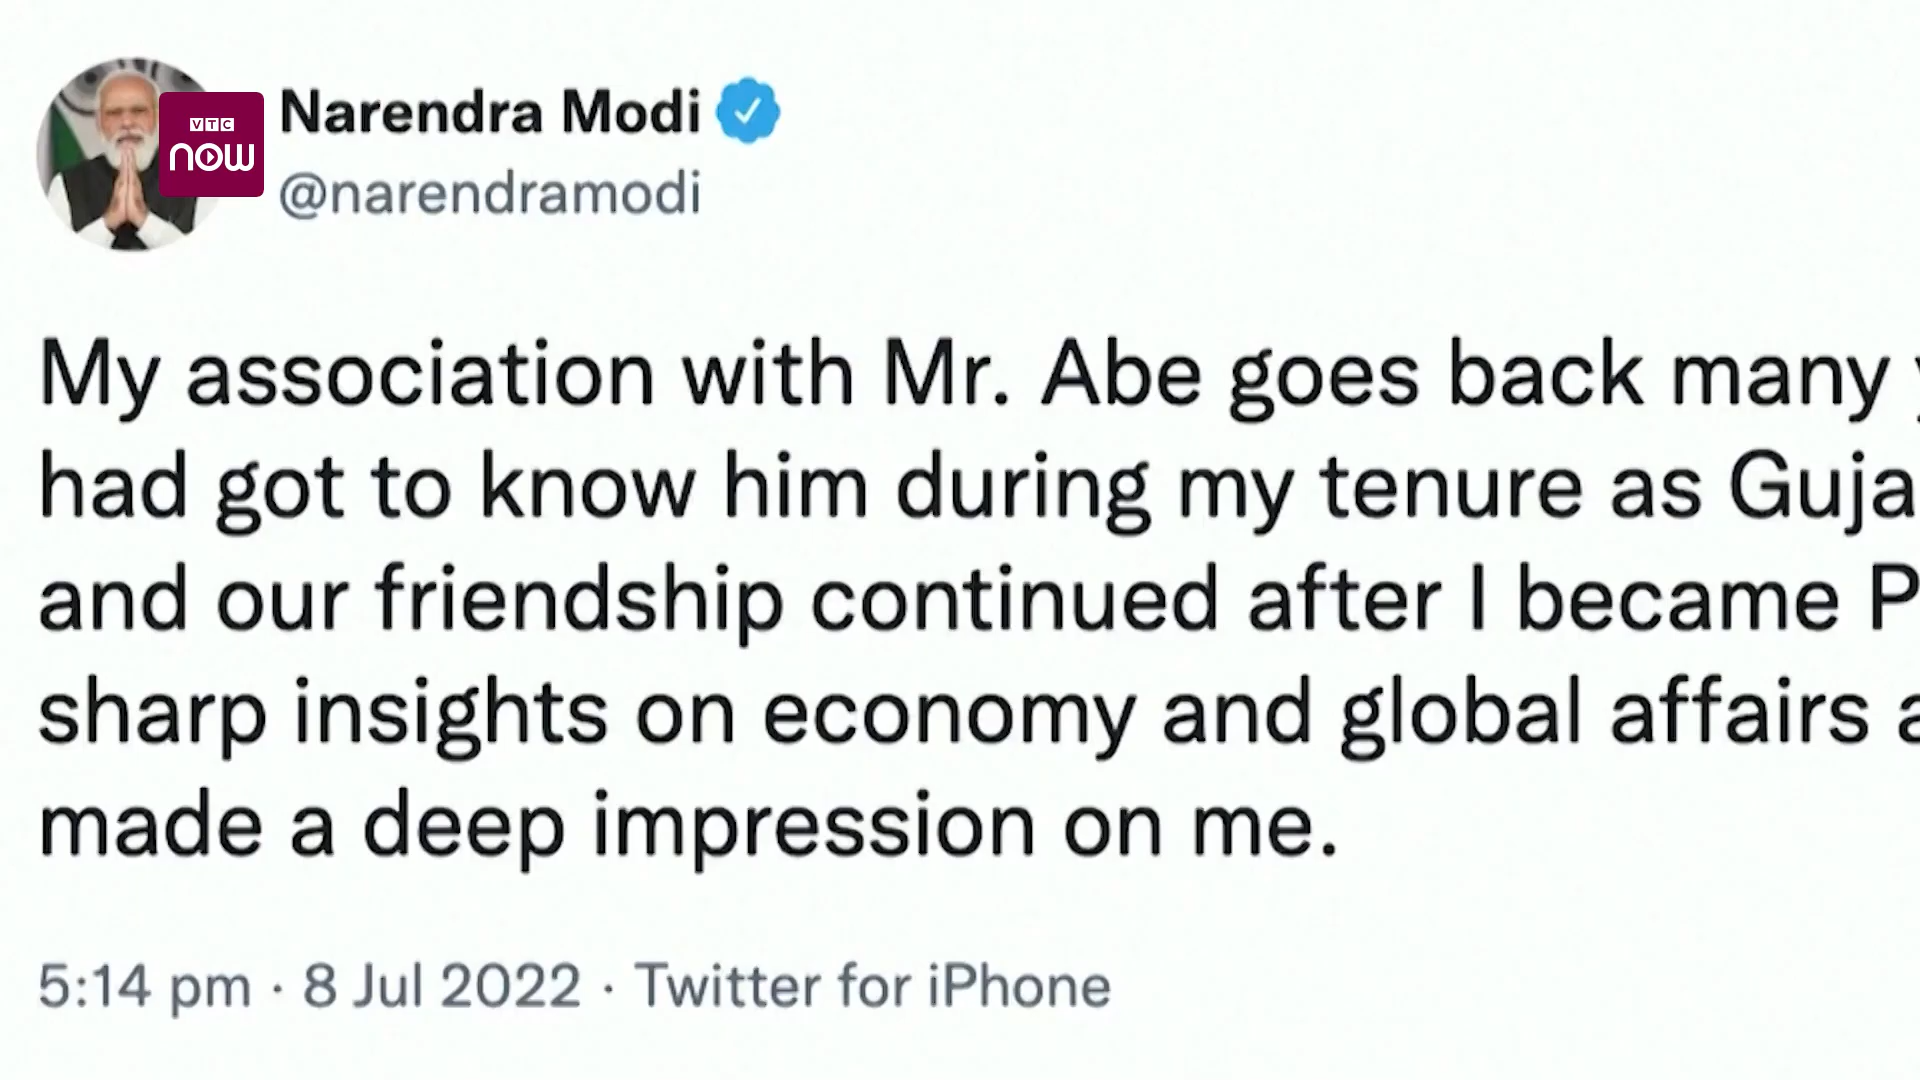 VTC
now
Narendra Modi
@narendramodi
My association with Mr. Abe goes back many
had got to know him during my tenure as Guja
and our friendship continued after I became P
sharp insights on economy and global affairs a
made a deep impression on me.
5:14 pm · 8 Jul 2022 · Twitter for iPhone